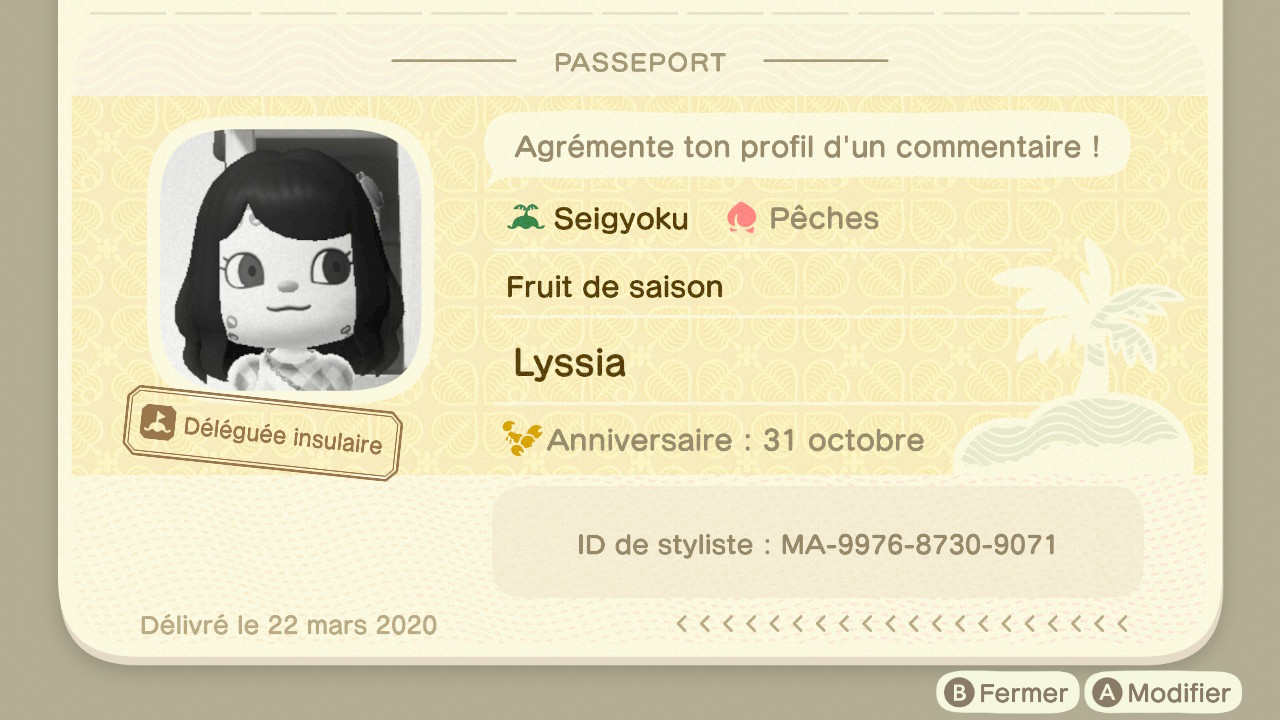 PASSEPORT
Agrémente ton profil d'un commentaire !
Seigyoku Pêches
Fruit de saison
Lyssia
Déléguée insulaire
Anniversaire : 31 octobre
ID de styliste : MA-9976-8730-9071
Délivré le 22 mars 2020
B Fermer A Modifier